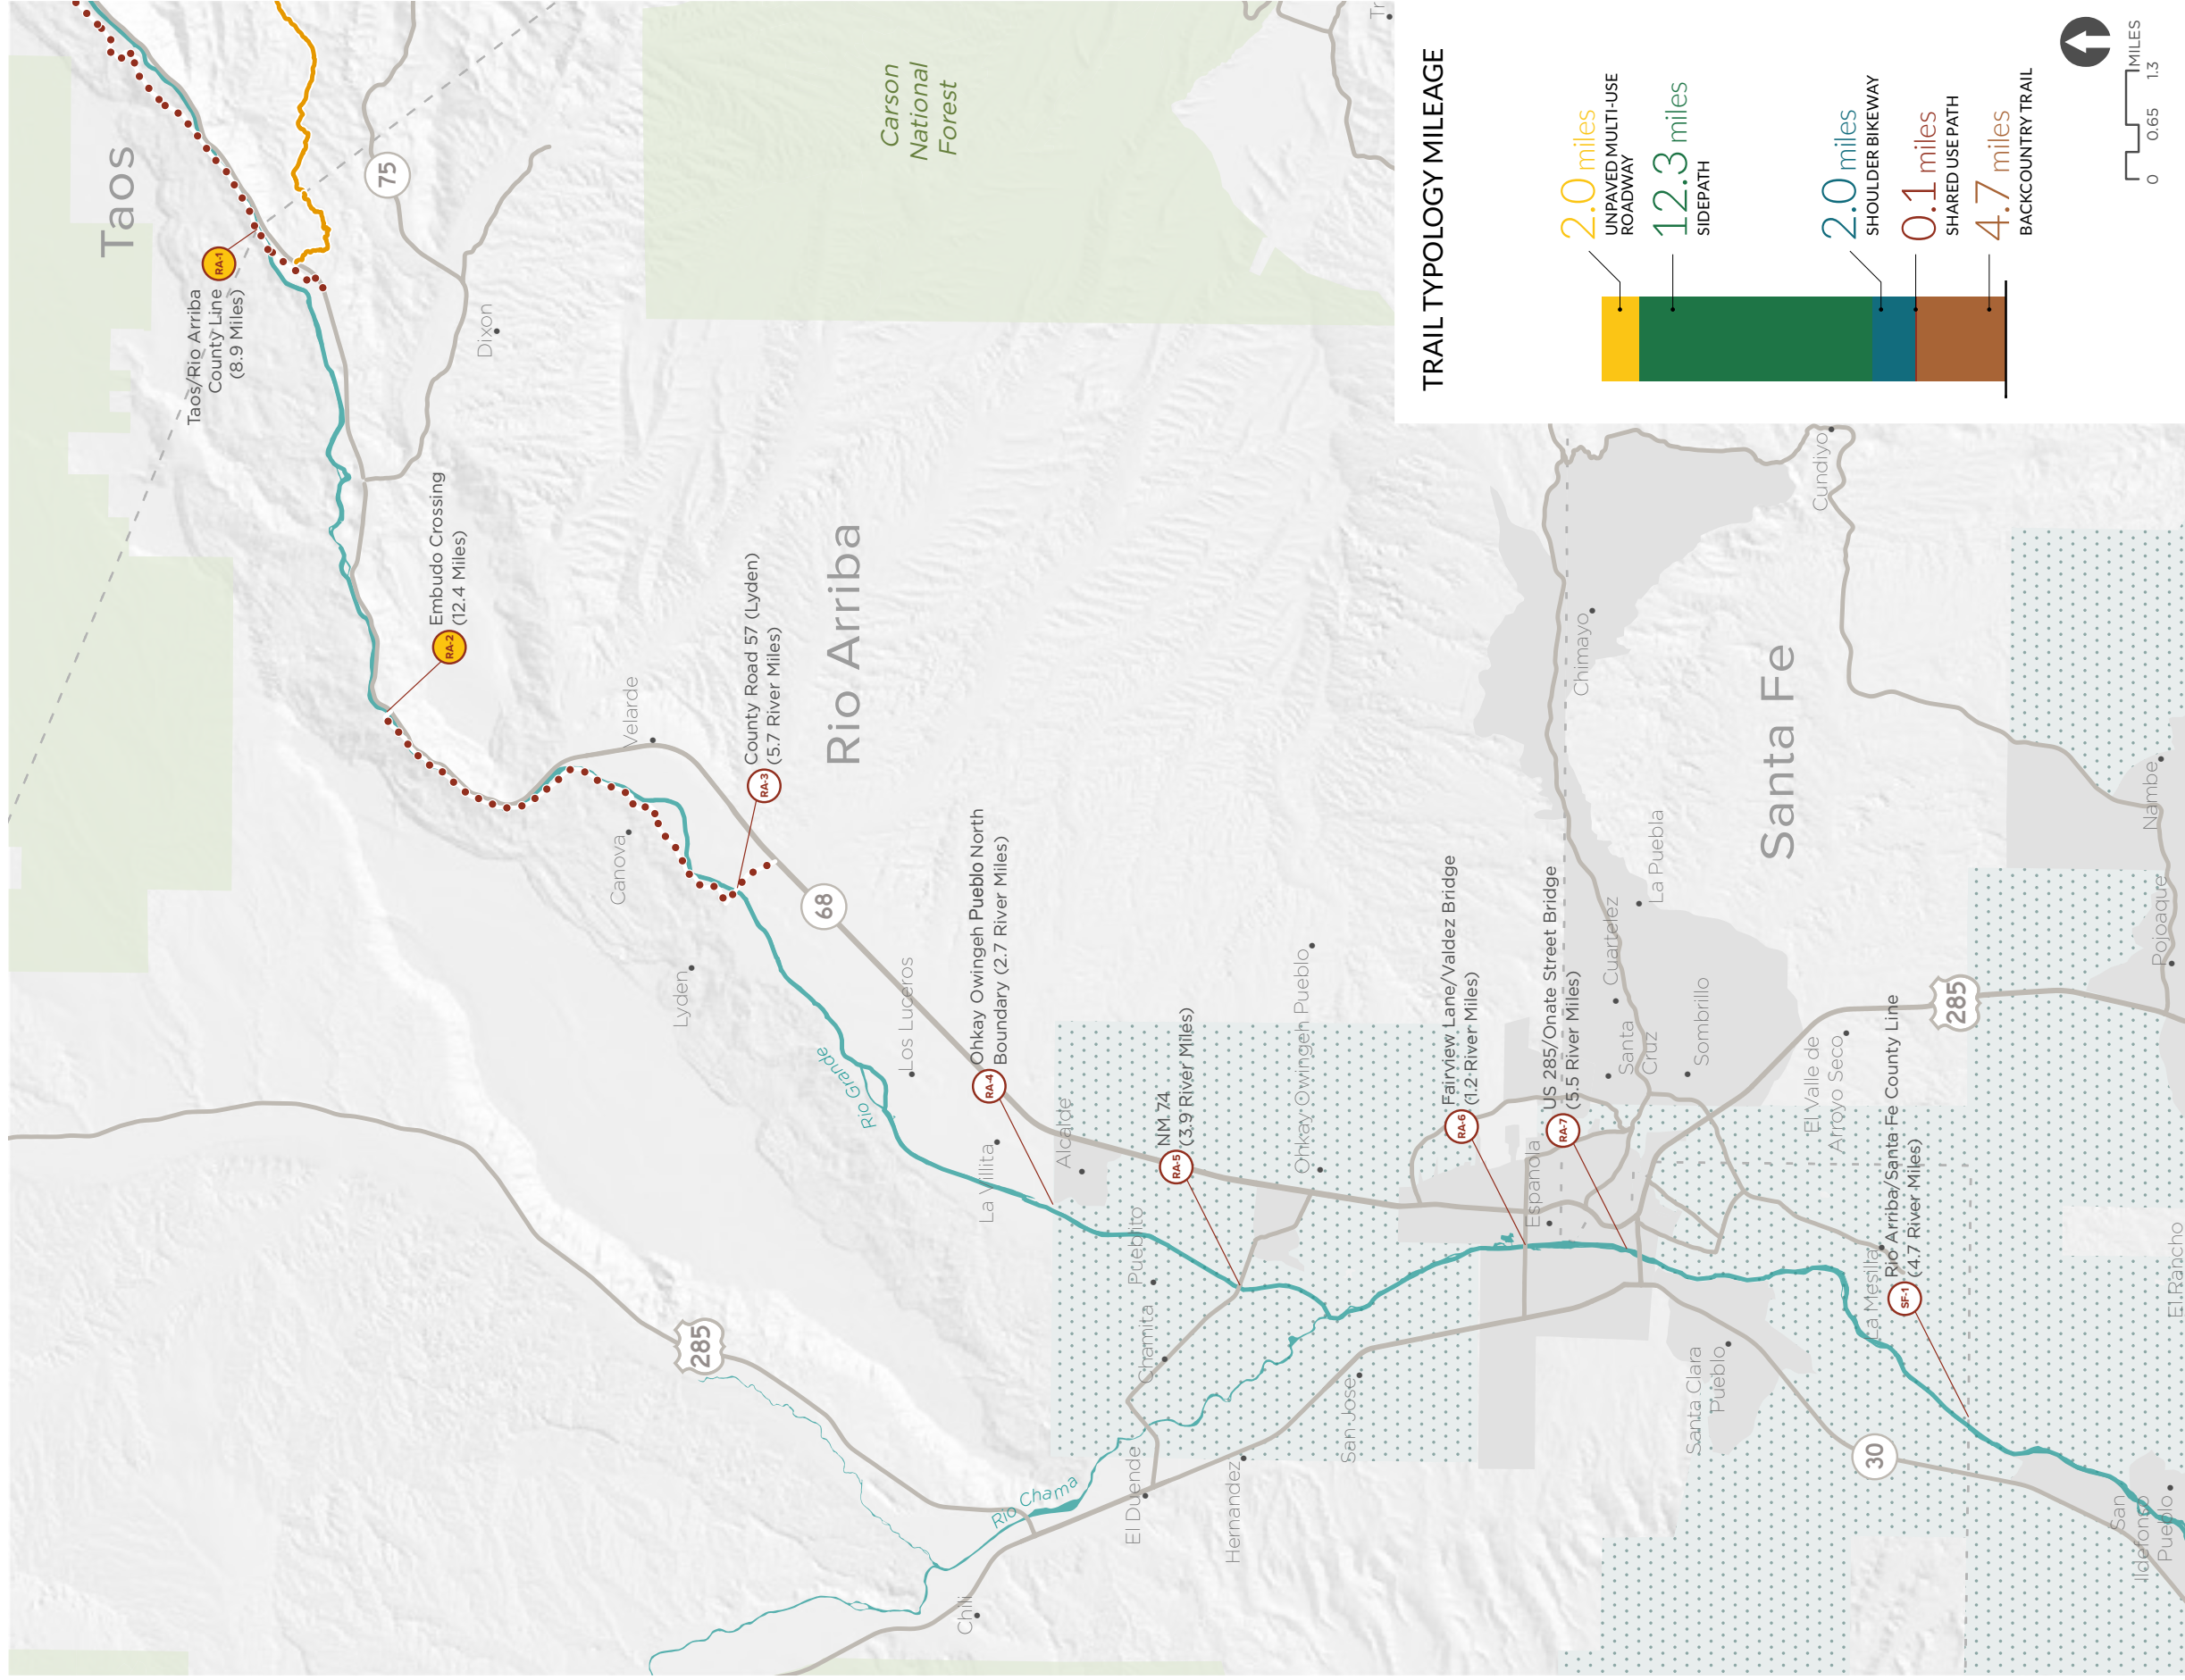 Taos
RA-1
Taos/Rio Arriba
County Line
(8.9 Miles)
75
Dixon
Carson
National
Forest
Tr
RA-2
Embudo Crossing
(12.4 Miles)
Velarde
Canova
RA-3
County Road 57 (Lyden)
(5.7 River Miles)
Rio Arriba
68
Lyden
Los Luceros
Rio Grande
RA-4
Ohkay Owingeh Pueblo North
Boundary (2.7 River Miles)
La Villita
Alcalde
RA-5
NM 74
(3.9 River Miles)
Ohkay Owingeh Pueblo
Pueblito
Chamita
285
Rio Chama
El Duende
Hernandez
San Jose
Chili
RA-6
Fairview Lane/Valdez Bridge
(1.2 River Miles)
RA-7
US 285/Onate Street Bridge
(5.5 River Miles)
Espanola
Santa
Cruz
Cuartelez
La Puebla
Sombrillo
Chimayo
Cundiyo
Santa Fe
285
El Valle de
Arroyo Seco
SF-1
Rio Arriba/Santa Fe County Line
(4.7 River Miles)
La Mesilla
Santa Clara
Pueblo
30
Nambe
Pojoaque
El Rancho
San
Ildefonso
Pueblo
TRAIL TYPOLOGY MILEAGE
2.0 miles
UNPAVED MULTI-USE
ROADWAY
12.3 miles
SIDEPATH
2.0 miles
SHOULDER BIKEWAY
0.1 miles
SHARED USE PATH
4.7 miles
BACKCOUNTRY TRAIL
0 0.65 1.3
MILES